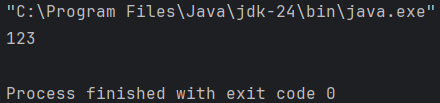 "C:\Program Files\Java\jdk-24\bin\java.exe"
123
Process finished with exit code 0